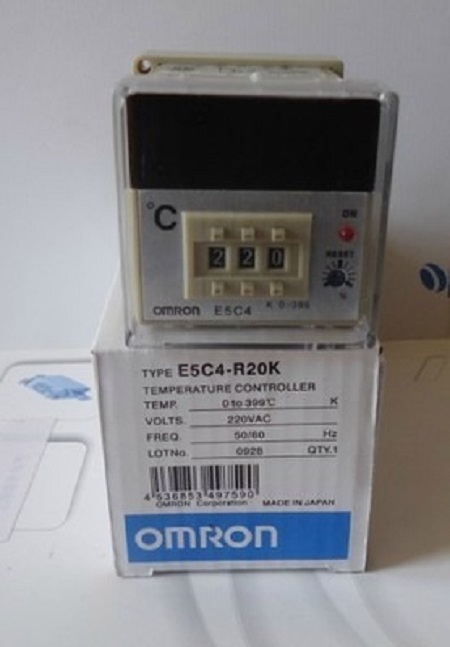 °C
ON
2 2 0
RESET
%
OMRON E5C4
K 0-399
TYPE E5C4-R20K
TEMPERATURE CONTROLLER
TEMP. 0 to 399℃ K
VOLTS. 220VAC
FREQ. 50/60 Hz
LOTNo. 0926 QTY.1
4 536853 497590
OMRON Corporation MADE IN JAPAN
OMRON